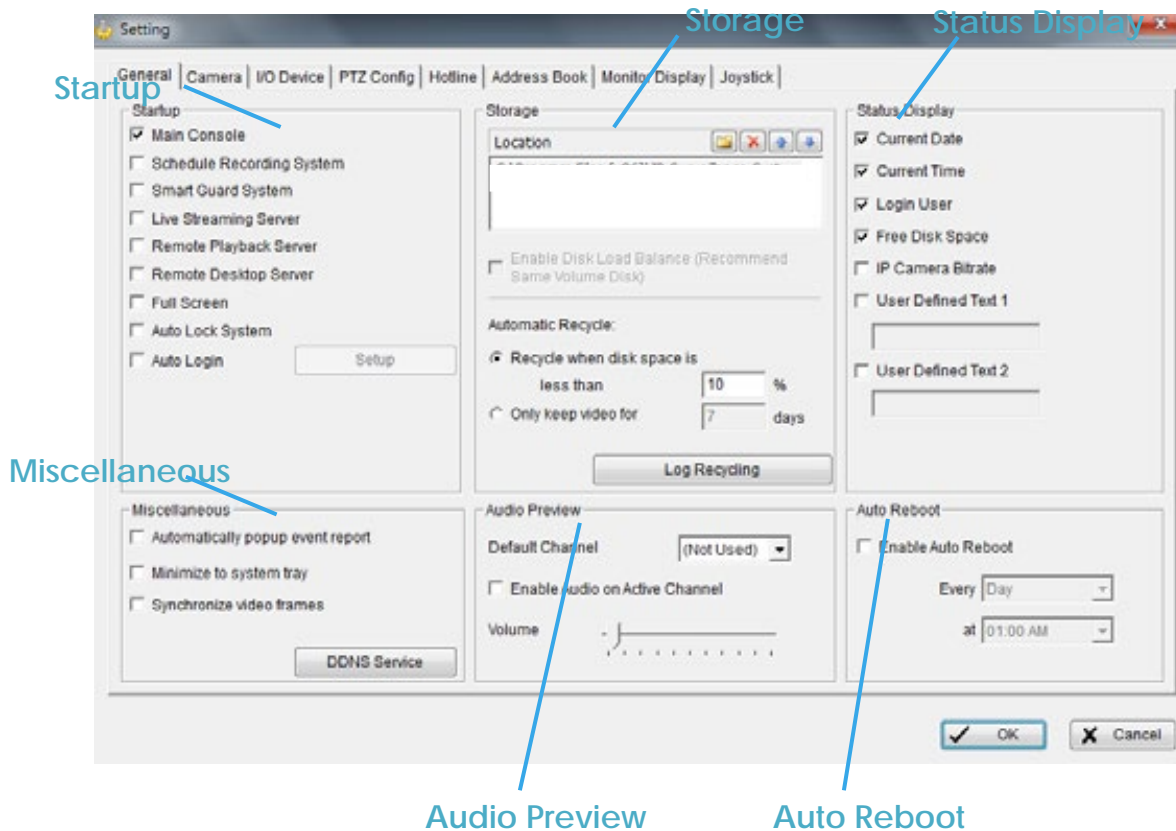 Storage
Status Display
Setting
General Camera I/O Device PTZ Config Hotline Address Book Monitor Display Joystick
Startup
Startup
Main Console
Schedule Recording System
Smart Guard System
Live Streaming Server
Remote Playback Server
Remote Desktop Server
Full Screen
Auto Lock System
Auto Login
Setup
Storage
Location
Enable Disk Load Balance (Recommend
Same Volume Disk)
Automatic Recycle:
Recycle when disk space is
less than 10 %
Only keep video for 7 days
Log Recycling
Status Display
Current Date
Current Time
Login User
Free Disk Space
IP Camera Bitrate
User Defined Text 1
User Defined Text 2
Miscellaneous
Miscellaneous
Automatically popup event report
Minimize to system tray
Synchronize video frames
DDNS Service
Audio Preview
Default Channel (Not Used)
Enable Audio on Active Channel
Volume
Auto Reboot
Enable Auto Reboot
Every Day
at 01:00 AM
OK
Cancel
Audio Preview
Auto Reboot